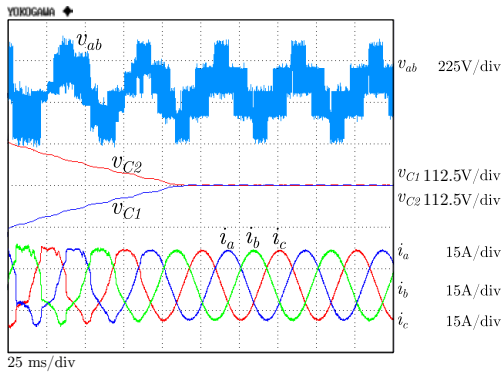 YOKOGAWA
v_ab
v_ab 225V/div
v_C2
v_C1 112.5V/div
v_C2 112.5V/div
v_C1
i_a i_b i_c
i_a 15A/div
i_b 15A/div
i_c 15A/div
25 ms/div